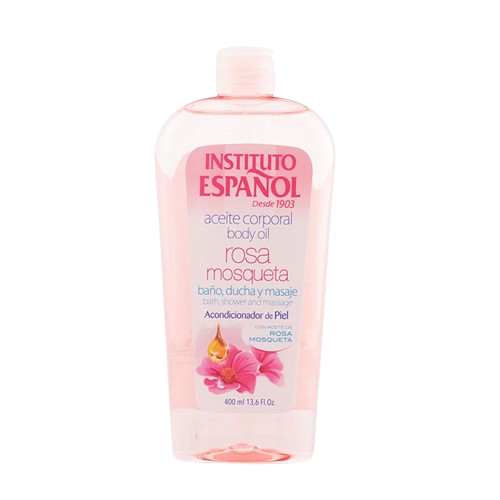 INSTITUTO
ESPAÑOL
Desde 1903
aceite corporal
body oil
rosa
mosqueta
baño, ducha y masaje
bath, shower and massage
Acondicionador de Piel
CON ACEITE DE
ROSA
MOSQUETA
400 ml 13,6 Fl.Oz.